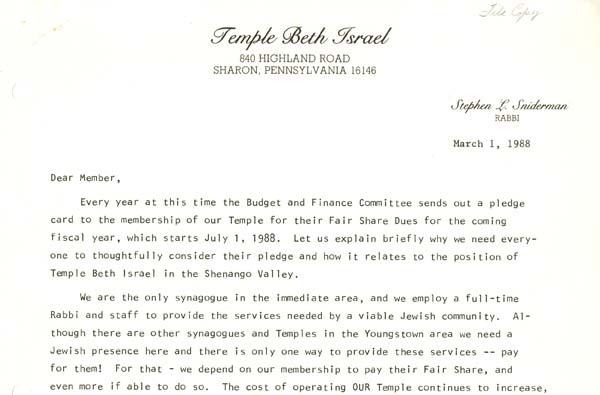 File Copy
Temple Beth Israel
840 HIGHLAND ROAD
SHARON, PENNSYLVANIA 16146
Stephen L. Sniderman
RABBI
March 1, 1988
Dear Member,
Every year at this time the Budget and Finance Committee sends out a pledge
card to the membership of our Temple for their Fair Share Dues for the coming
fiscal year, which starts July 1, 1988. Let us explain briefly why we need every-
one to thoughtfully consider their pledge and how it relates to the position of
Temple Beth Israel in the Shenango Valley.
We are the only synagogue in the immediate area, and we employ a full-time
Rabbi and staff to provide the services needed by a viable Jewish community. Al-
though there are other synagogues and Temples in the Youngstown area we need a
Jewish presence here and there is only one way to provide these services -- pay
for them! For that - we depend on our membership to pay their Fair Share, and
even more if able to do so. The cost of operating OUR Temple continues to increase,